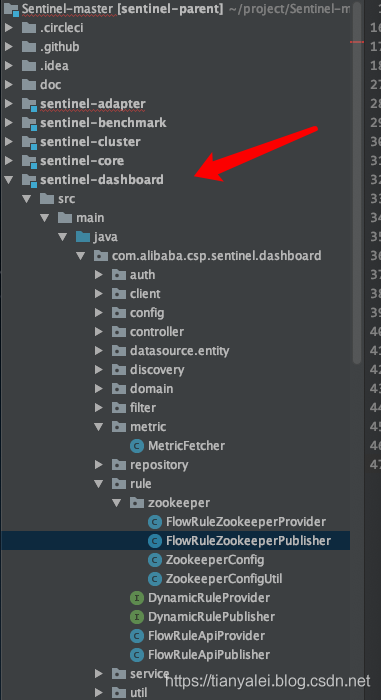 Sentinel-master [sentinel-parent] ~/project/Sentinel-m
.circleci
.github
.idea
doc
sentinel-adapter
sentinel-benchmark
sentinel-cluster
sentinel-core
sentinel-dashboard
src
main
java
com.alibaba.csp.sentinel.dashboard
auth
client
config
controller
datasource.entity
discovery
domain
filter
metric
MetricFetcher
repository
rule
zookeeper
FlowRuleZookeeperProvider
FlowRuleZookeeperPublisher
ZookeeperConfig
ZookeeperConfigUtil
DynamicRuleProvider
DynamicRulePublisher
FlowRuleApiProvider
FlowRuleApiPublisher
service
util
https://tianyalei.blog.csdn.net